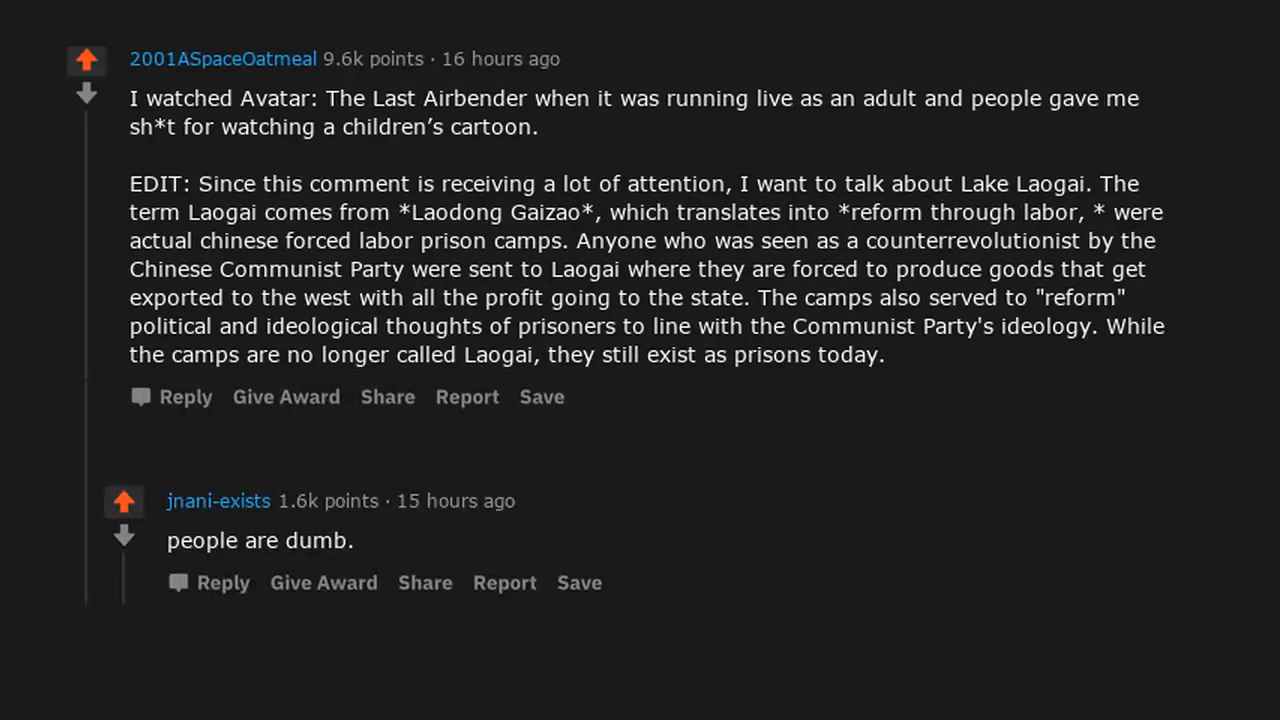 2001ASpaceOatmeal 9.6k points · 16 hours ago
I watched Avatar: The Last Airbender when it was running live as an adult and people gave me
sh*t for watching a children’s cartoon.
EDIT: Since this comment is receiving a lot of attention, I want to talk about Lake Laogai. The
term Laogai comes from *Laodong Gaizao*, which translates into *reform through labor, * were
actual chinese forced labor prison camps. Anyone who was seen as a counterrevolutionist by the
Chinese Communist Party were sent to Laogai where they are forced to produce goods that get
exported to the west with all the profit going to the state. The camps also served to "reform"
political and ideological thoughts of prisoners to line with the Communist Party's ideology. While
the camps are no longer called Laogai, they still exist as prisons today.
Reply Give Award Share Report Save
jnani-exists 1.6k points · 15 hours ago
people are dumb.
Reply Give Award Share Report Save